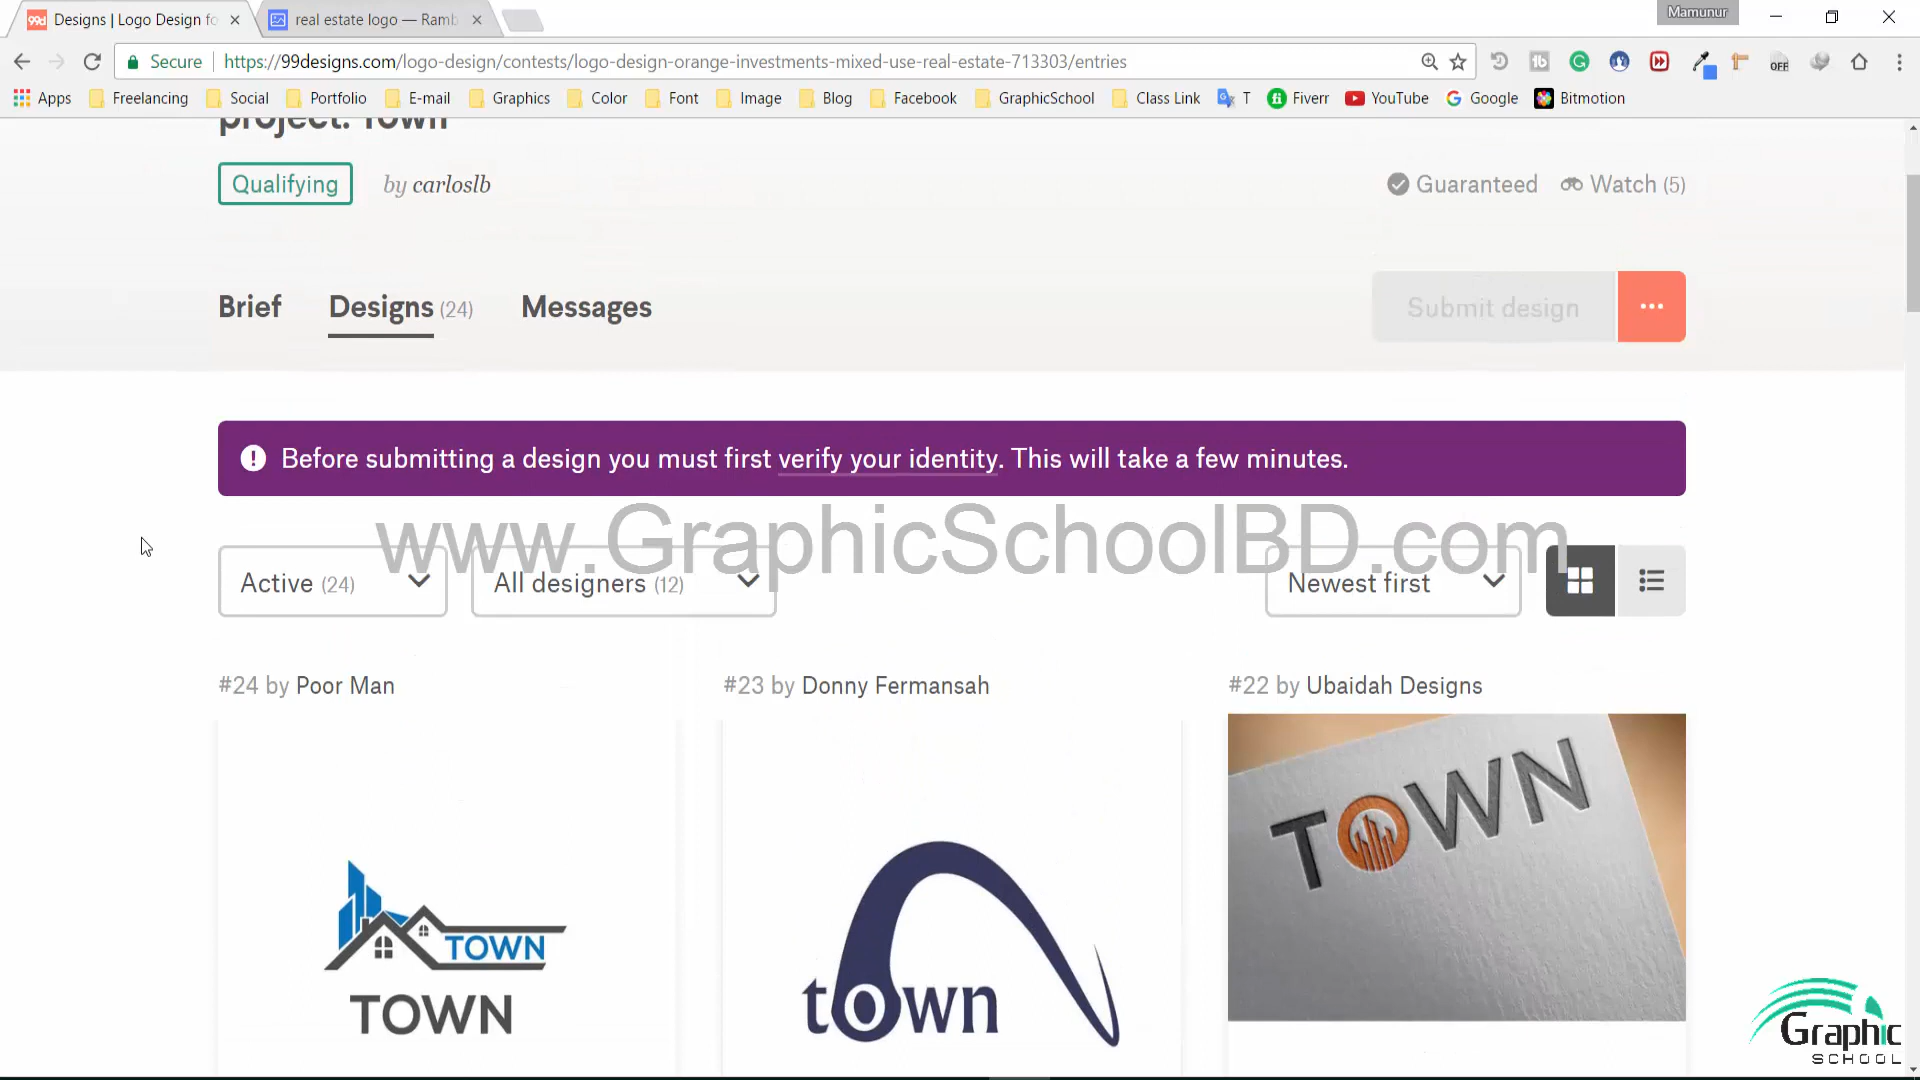 Designs | Logo Design fo
real estate logo — Ramb
Mamunur
Secure
https://99designs.com/logo-design/contests/logo-design-orange-investments-mixed-use-real-estate-713303/entries
OFF
Apps
Freelancing
Social
Portfolio
E-mail
Graphics
Color
Font
Image
Blog
Facebook
GraphicSchool
Class Link
T
Fiverr
YouTube
Google
Bitmotion
project: Town
Qualifying
by carloslb
Guaranteed
Watch (5)
Brief
Designs (24)
Messages
Submit design
Before submitting a design you must first verify your identity. This will take a few minutes.
www.GraphicSchoolBD.com
Active (24)
All designers (12)
Newest first
#24 by Poor Man
#23 by Donny Fermansah
#22 by Ubaidah Designs
TOWN
TOWN
town
TOWN
Graphic
SCHOOL